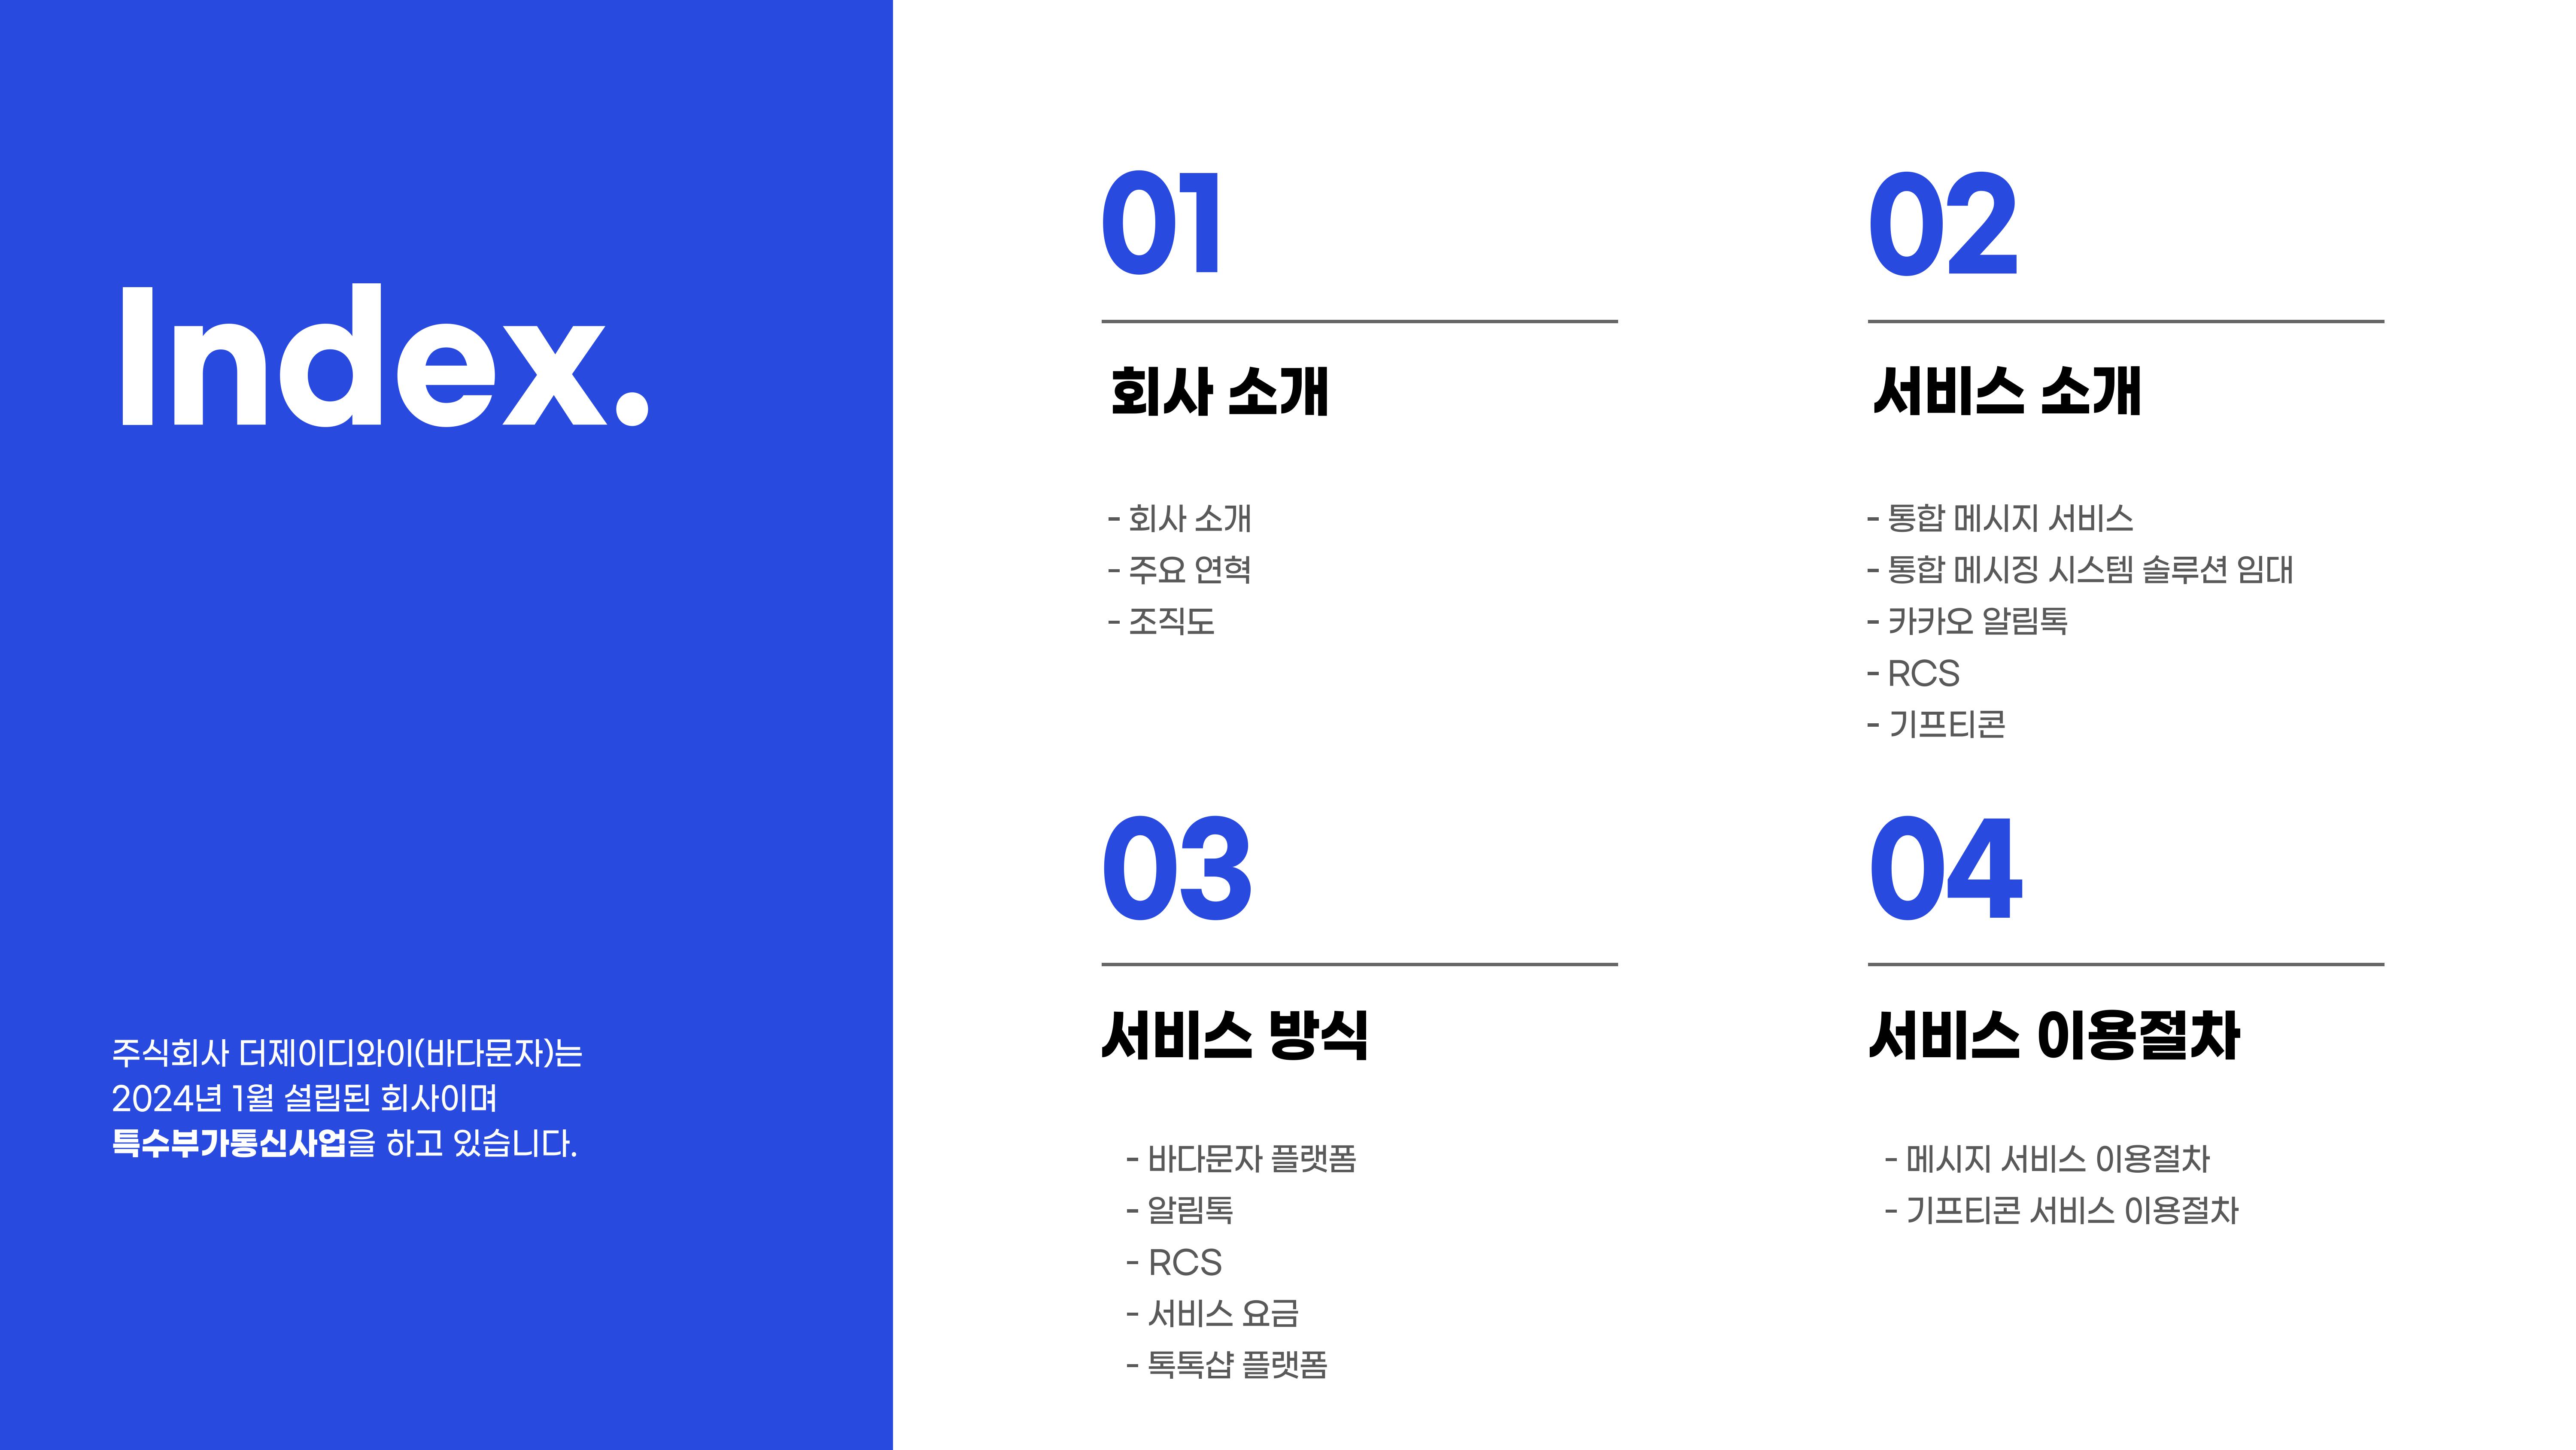 Index.
주식회사 더제이디와이(바다문자)는
2024년 1월 설립된 회사이며
특수부가통신사업을 하고 있습니다.
01
회사 소개
- 회사 소개
- 주요 연혁
- 조직도
02
서비스 소개
- 통합 메시지 서비스
- 통합 메시징 시스템 솔루션 임대
- 카카오 알림톡
- RCS
- 기프티콘
03
서비스 방식
- 바다문자 플랫폼
- 알림톡
- RCS
- 서비스 요금
- 톡톡샵 플랫폼
04
서비스 이용절차
- 메시지 서비스 이용절차
- 기프티콘 서비스 이용절차